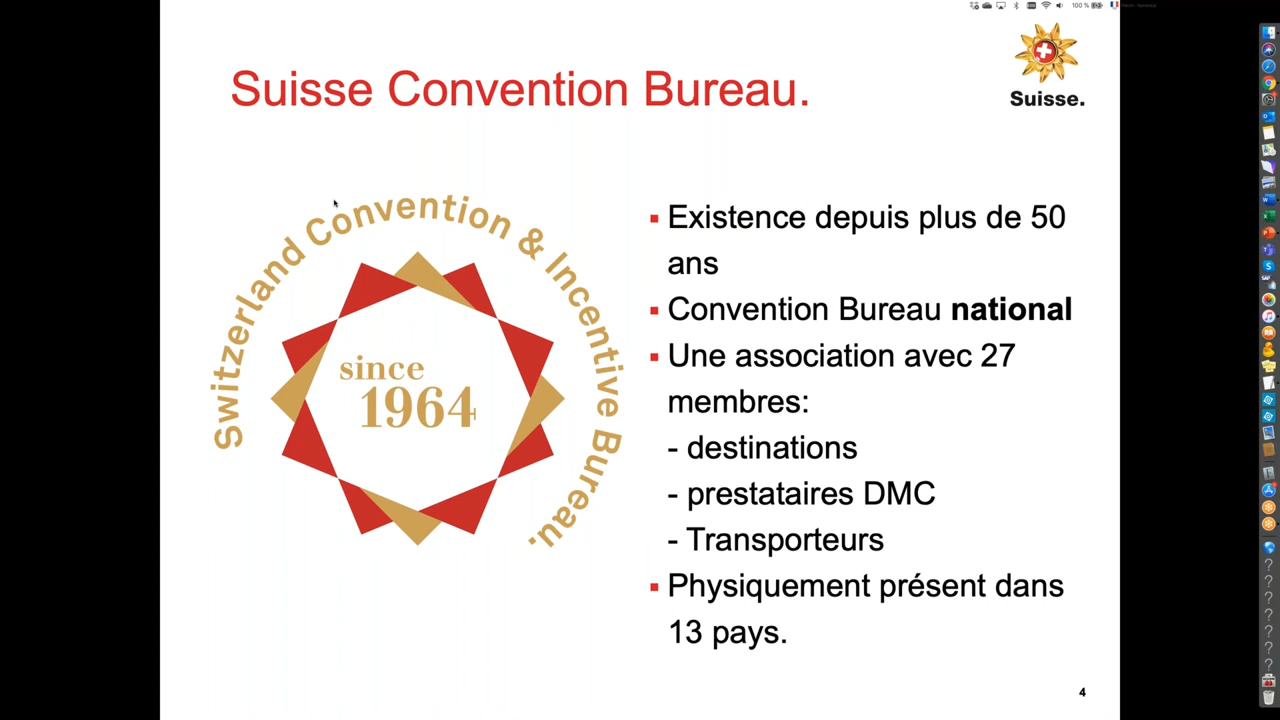 100 %
Suisse.
Suisse Convention Bureau.
Switzerland Convention & Incentive Bureau.
since
1964
▪ Existence depuis plus de 50
ans
▪ Convention Bureau national
▪ Une association avec 27
membres:
- destinations
- prestataires DMC
- Transporteurs
▪ Physiquement présent dans
13 pays.
4